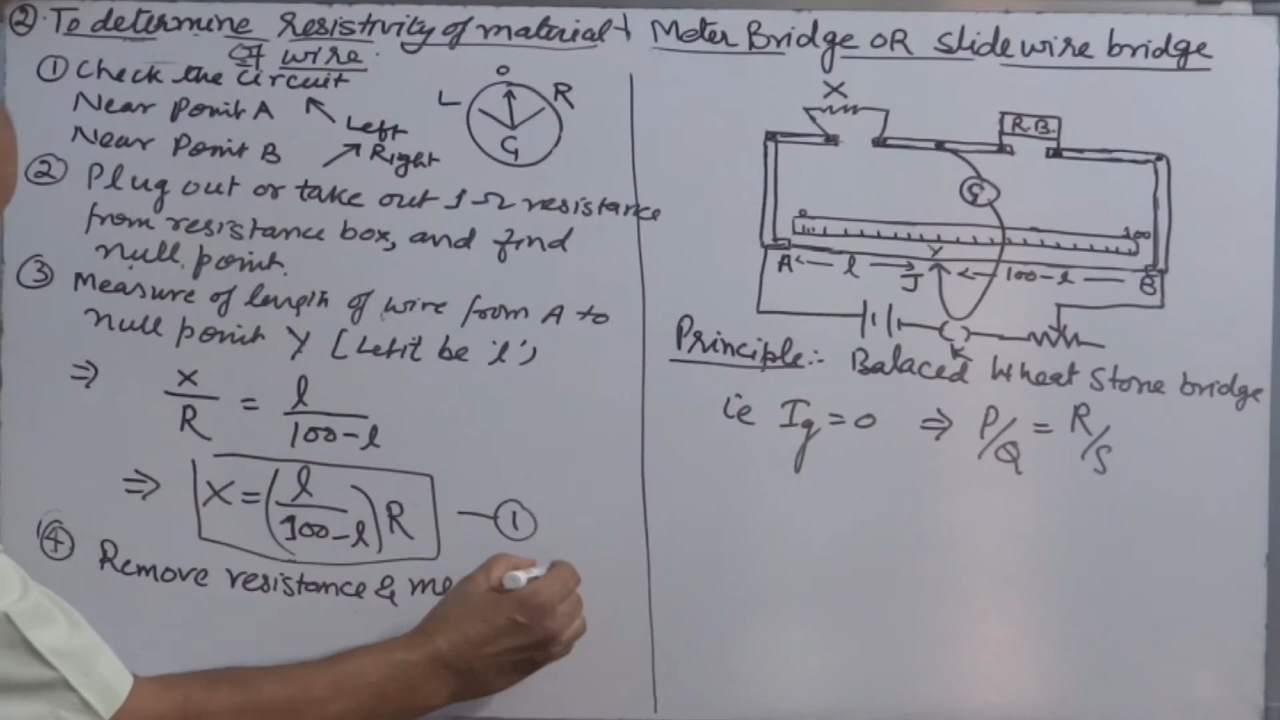 ② To determine resistivity of material
of wire.
① Check the circuit
Near Point A Left
Near Point B Right
L O R
G
② Plug out or take out 1Ω resistance
from resistance box, and find
null point.
③ Measure of length of wire from A to
null point Y [Let it be 'l')
⇒ x/R = l/100-l
⇒ X = (l/100-l) R — ①
④ Remove resistance & me
Meter Bridge OR slide wire bridge
X
R.B.
G
0 100
A ← l → Y ← 100-l — B
J
K
Principle:- Balaced Wheat Stone bridge
ie Ig = 0 ⇒ P/Q = R/S